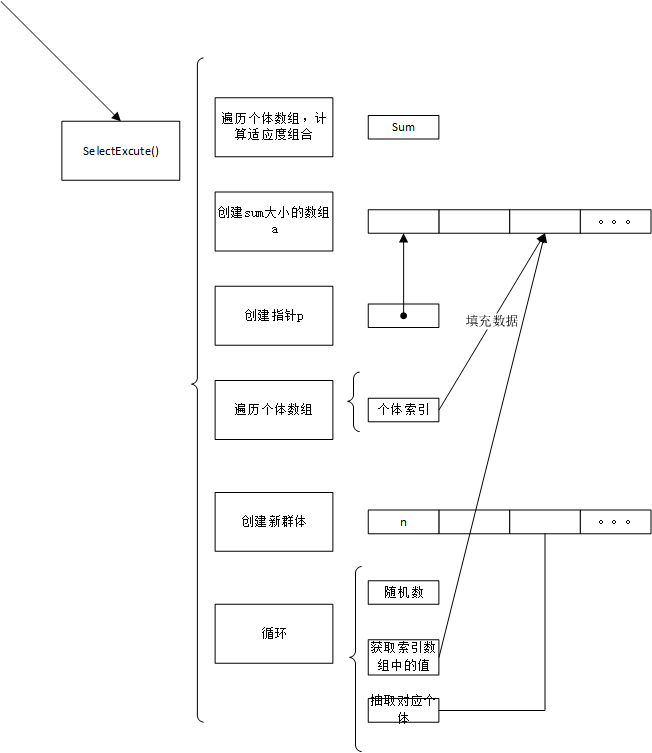 SelectExcute()
遍历个体数组，计
算适应度组合
Sum
创建sum大小的数组
a
。。。
创建指针p
填充数据
遍历个体数组
个体索引
创建新群体
n
。。。
随机数
循环
获取索引数
组中的值
抽取对应个
体